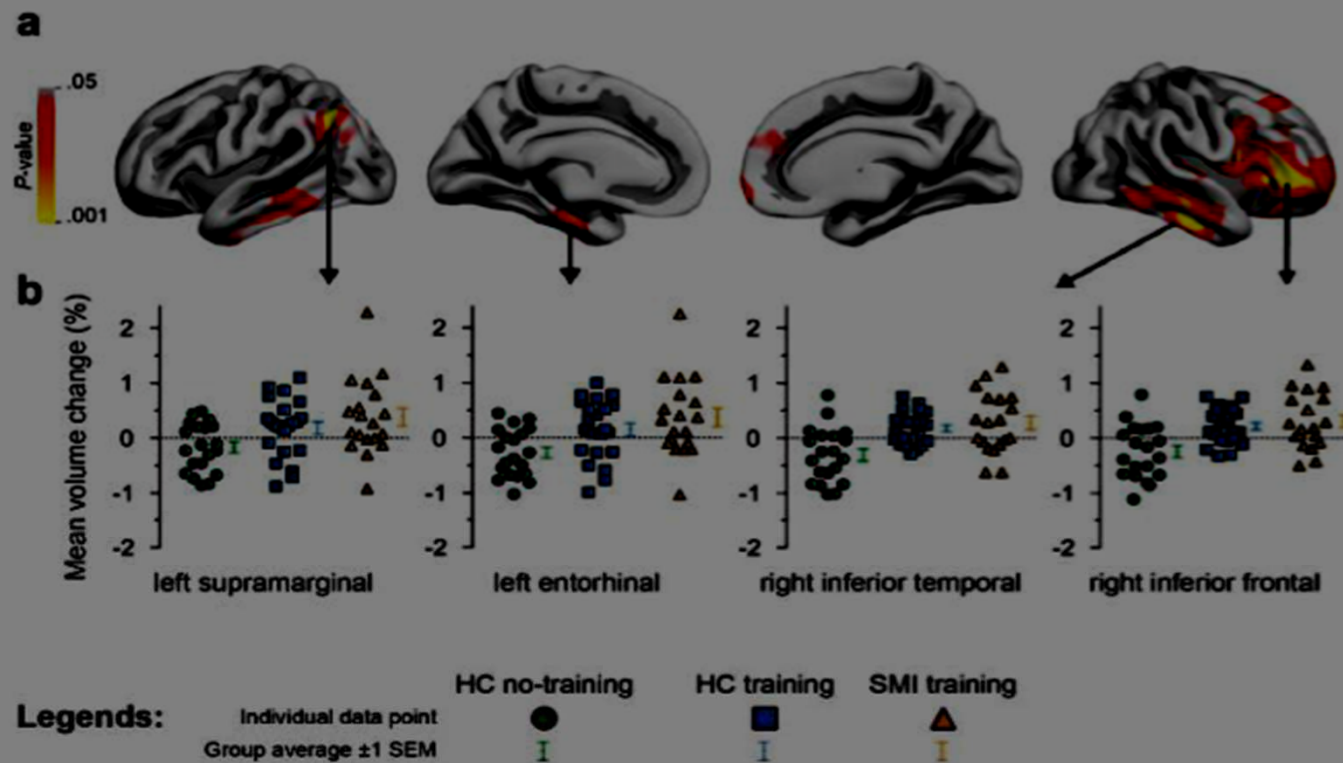 a
.05
P-value
.001
b
Mean volume change (%)
2
1
0
-1
-2
left supramarginal
2
1
0
-1
-2
left entorhinal
2
1
0
-1
-2
right inferior temporal
2
1
0
-1
-2
right inferior frontal
HC no-training HC training SMI training
Legends: Individual data point
Group average ±1 SEM